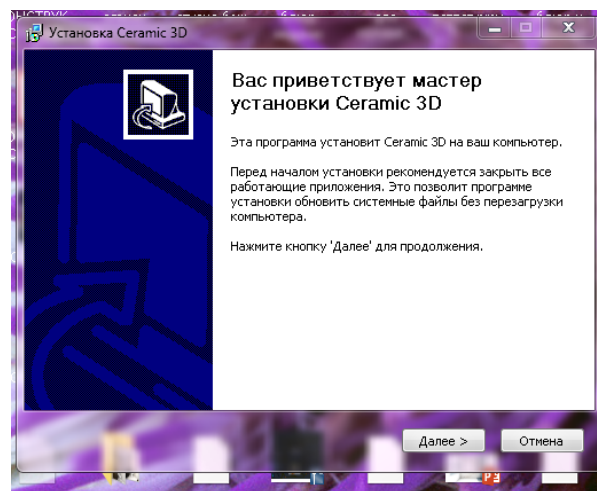 Установка Ceramic 3D
Вас приветствует мастер
установки Ceramic 3D
Эта программа установит Ceramic 3D на ваш компьютер.
Перед началом установки рекомендуется закрыть все
работающие приложения. Это позволит программе
установки обновить системные файлы без перезагрузки
компьютера.
Нажмите кнопку 'Далее' для продолжения.
Далее >
Отмена